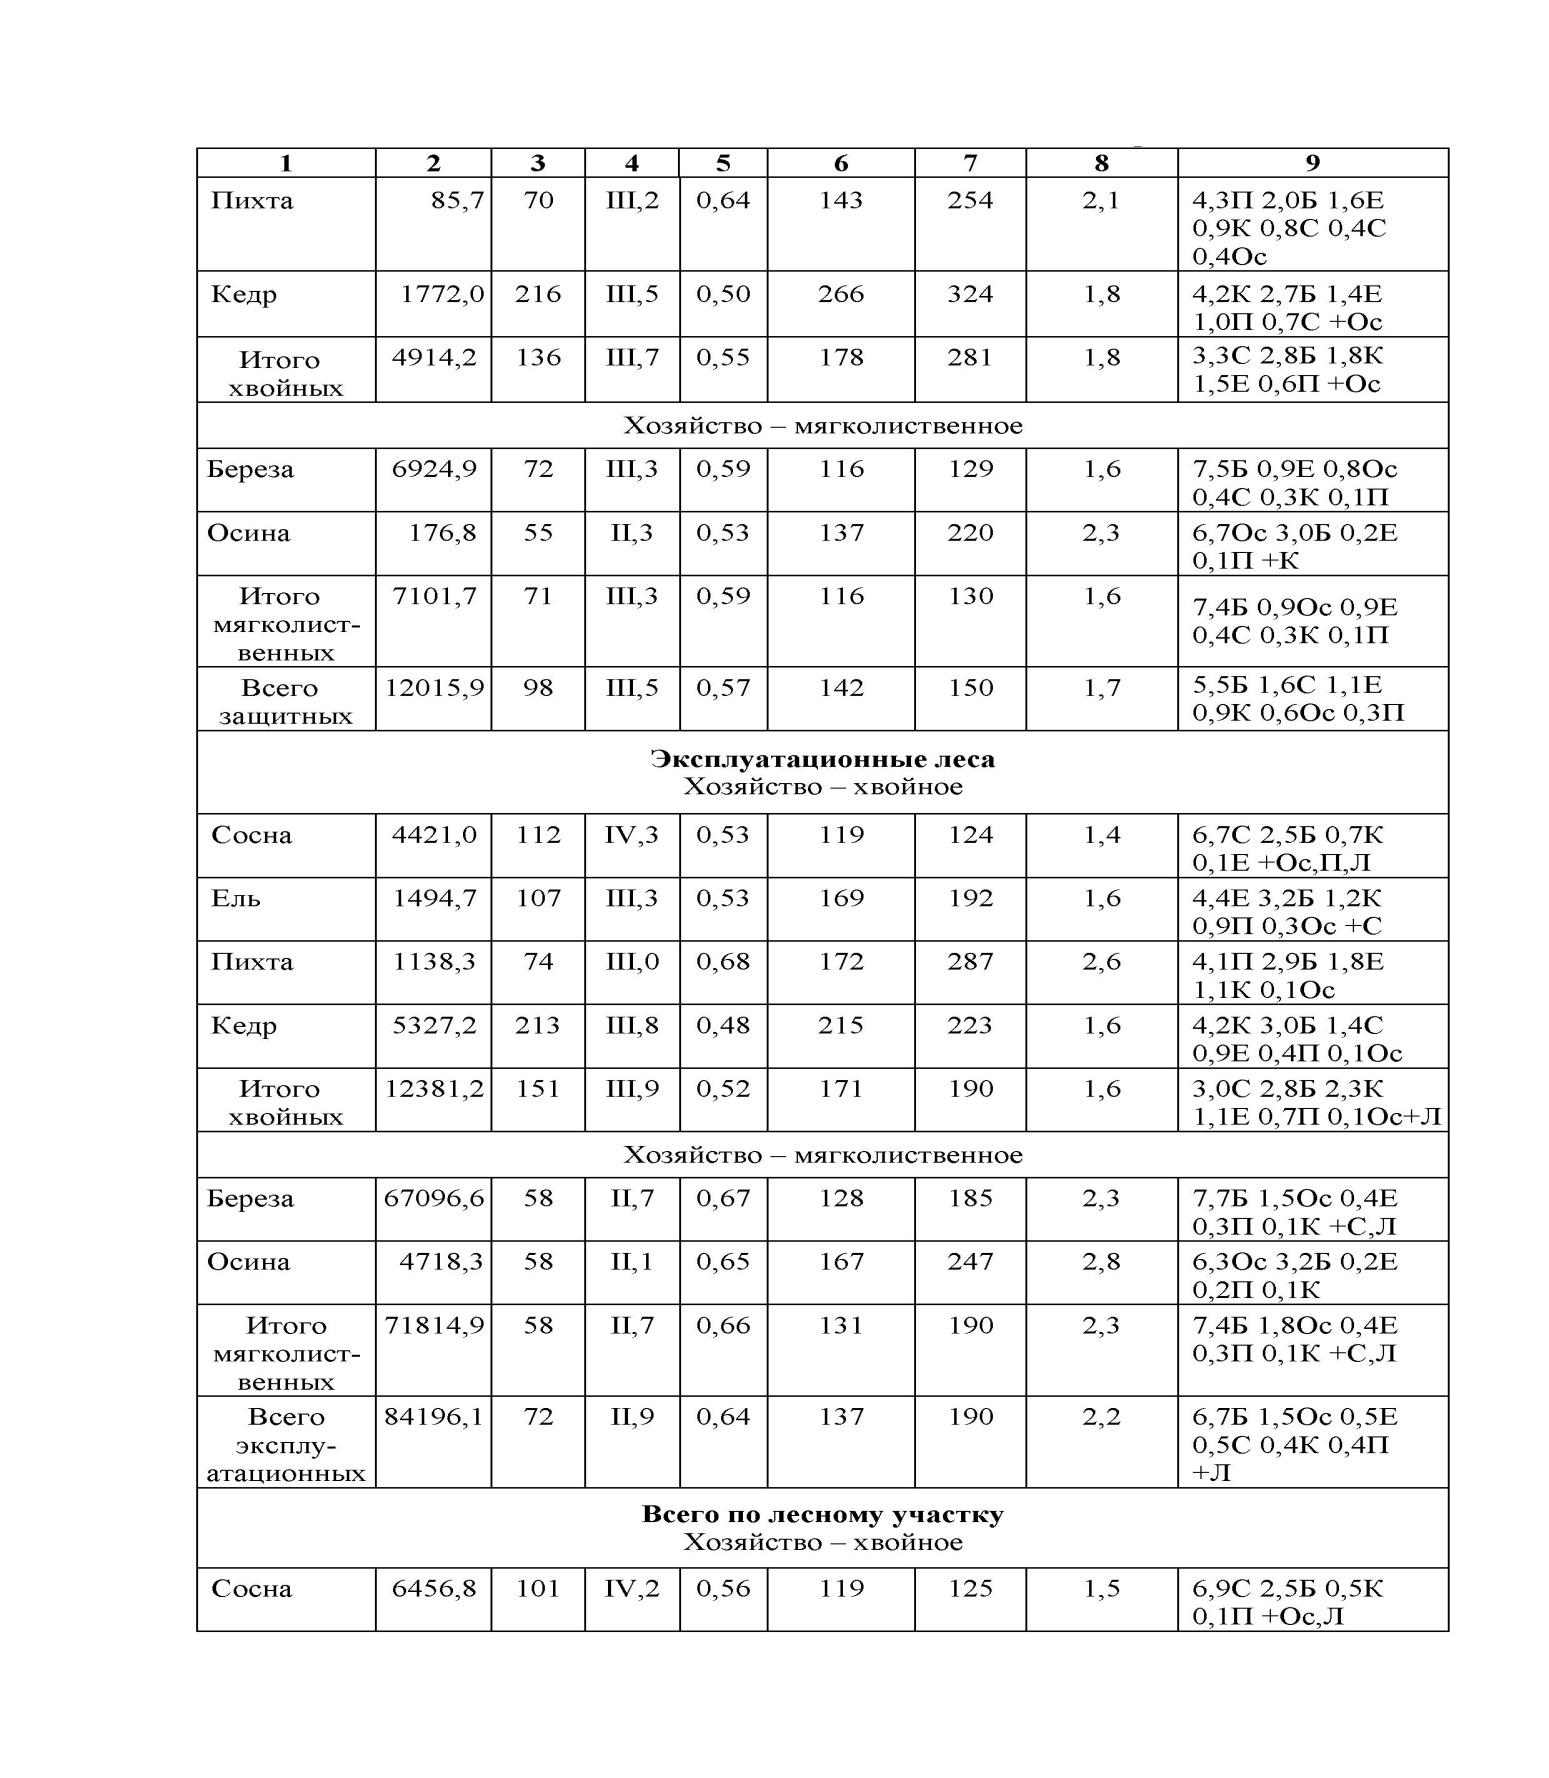 1 2 3 4 5 6 7 8 9
Пихта 85,7 70 III,2 0,64 143 254 2,1 4,3П 2,0Б 1,6Е
0,9К 0,8С 0,4С
0,4Ос
Кедр 1772,0 216 III,5 0,50 266 324 1,8 4,2К 2,7Б 1,4Е
1,0П 0,7С +Ос
Итого 4914,2 136 III,7 0,55 178 281 1,8 3,3С 2,8Б 1,8К
хвойных 1,5Е 0,6П +Ос
Хозяйство – мягколиственное
Береза 6924,9 72 III,3 0,59 116 129 1,6 7,5Б 0,9Е 0,8Ос
0,4С 0,3К 0,1П
Осина 176,8 55 II,3 0,53 137 220 2,3 6,7Ос 3,0Б 0,2Е
0,1П +К
Итого 7101,7 71 III,3 0,59 116 130 1,6 7,4Б 0,9Ос 0,9Е
мягколист- 0,4С 0,3К 0,1П
венных
Всего 12015,9 98 III,5 0,57 142 150 1,7 5,5Б 1,6С 1,1Е
защитных 0,9К 0,6Ос 0,3П
Эксплуатационные леса
Хозяйство – хвойное
Сосна 4421,0 112 IV,3 0,53 119 124 1,4 6,7С 2,5Б 0,7К
0,1Е +Ос,П,Л
Ель 1494,7 107 III,3 0,53 169 192 1,6 4,4Е 3,2Б 1,2К
0,9П 0,3Ос +С
Пихта 1138,3 74 III,0 0,68 172 287 2,6 4,1П 2,9Б 1,8Е
1,1К 0,1Ос
Кедр 5327,2 213 III,8 0,48 215 223 1,6 4,2К 3,0Б 1,4С
0,9Е 0,4П 0,1Ос
Итого 12381,2 151 III,9 0,52 171 190 1,6 3,0С 2,8Б 2,3К
хвойных 1,1Е 0,7П 0,1Ос+Л
Хозяйство – мягколиственное
Береза 67096,6 58 II,7 0,67 128 185 2,3 7,7Б 1,5Ос 0,4Е
0,3П 0,1К +С,Л
Осина 4718,3 58 II,1 0,65 167 247 2,8 6,3Ос 3,2Б 0,2Е
0,2П 0,1К
Итого 71814,9 58 II,7 0,66 131 190 2,3 7,4Б 1,8Ос 0,4Е
мягколист- 0,3П 0,1К +С,Л
венных
Всего 84196,1 72 II,9 0,64 137 190 2,2 6,7Б 1,5Ос 0,5Е
эксплу- 0,5С 0,4К 0,4П
атационных +Л
Всего по лесному участку
Хозяйство – хвойное
Сосна 6456,8 101 IV,2 0,56 119 125 1,5 6,9С 2,5Б 0,5К
0,1П +Ос,Л